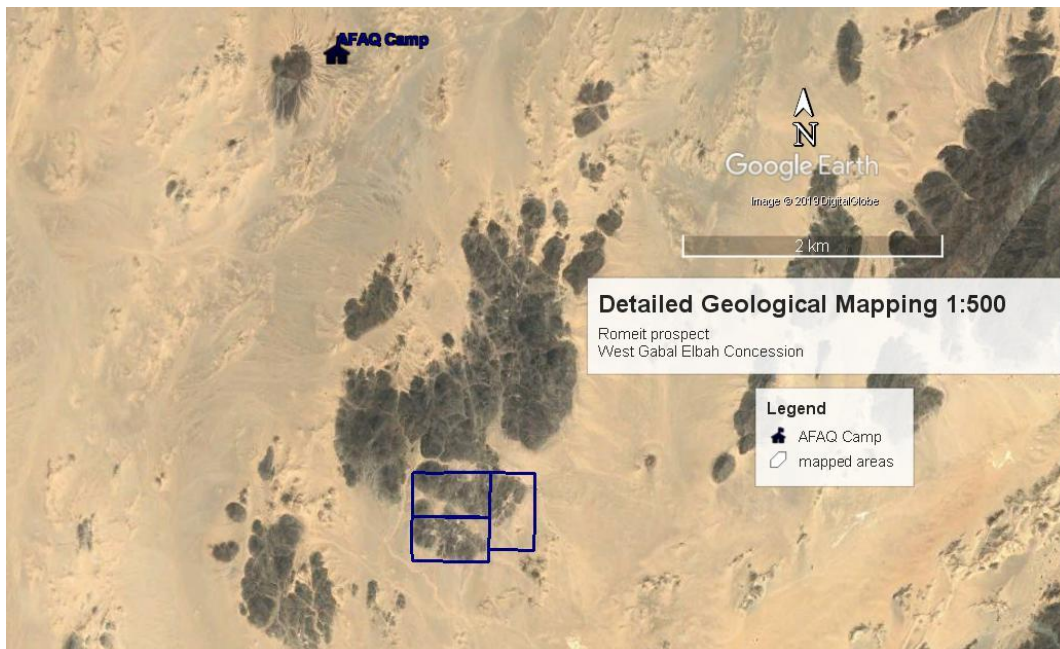 AFAQ Camp
N
Google Earth
Image © 2019 DigitalGlobe
2 km
Detailed Geological Mapping 1:500
Romeit prospect
West Gabal Elbah Concession
Legend
AFAQ Camp
mapped areas